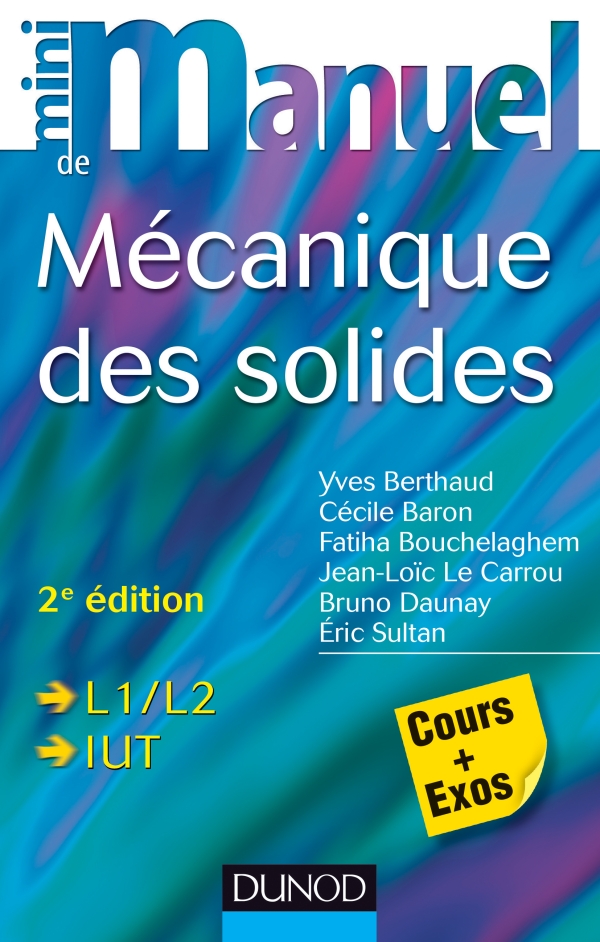 mini manuel
de
Mécanique
des solides
Yves Berthaud
Cécile Baron
Fatiha Bouchelaghem
Jean-Loïc Le Carrou
Bruno Daunay
Éric Sultan
2e édition
L1/L2
IUT
Cours
+
Exos
DUNOD